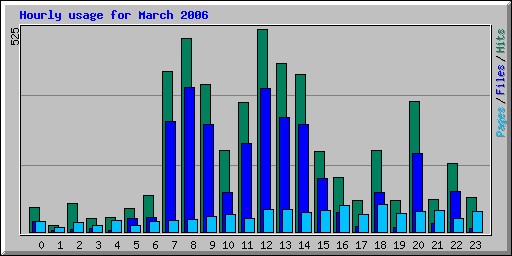 Hourly usage for March 2006
525
Pages / Files / Hits
0 1 2 3 4 5 6 7 8 9 10 11 12 13 14 15 16 17 18 19 20 21 22 23